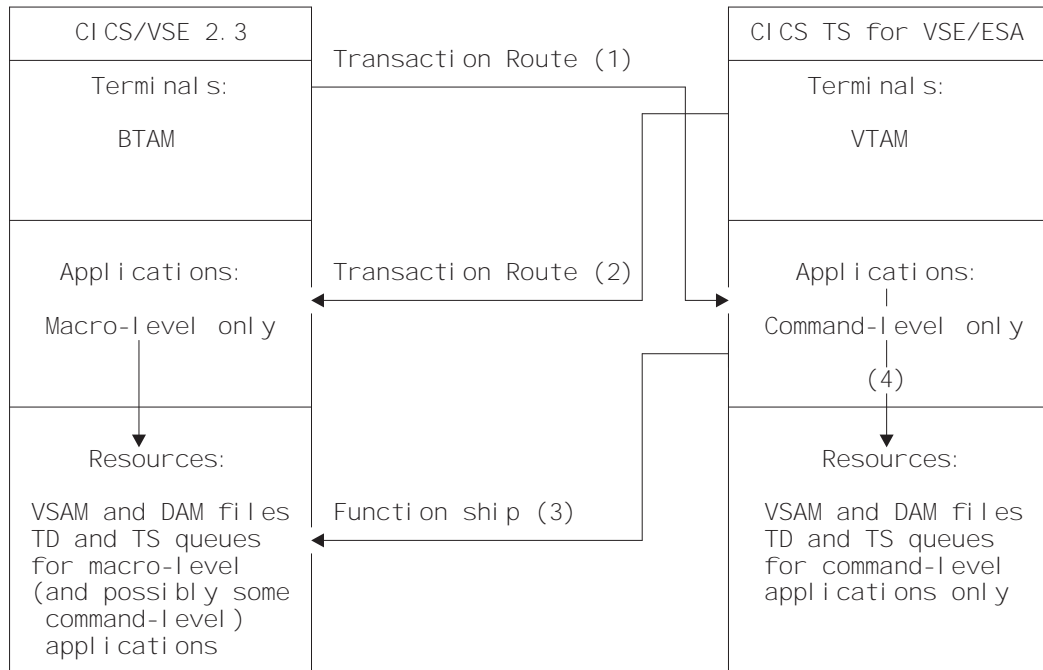 CICS/VSE 2.3
Terminals:
BTAM
Applications:
Macro-level only
Resources:
VSAM and DAM files
TD and TS queues
for macro-level
(and possibly some
command-level)
applications
Transaction Route (1)
Transaction Route (2)
Function ship (3)
CICS TS for VSE/ESA
Terminals:
VTAM
Applications:
Command-level only
(4)
Resources:
VSAM and DAM files
TD and TS queues
for command-level
applications only